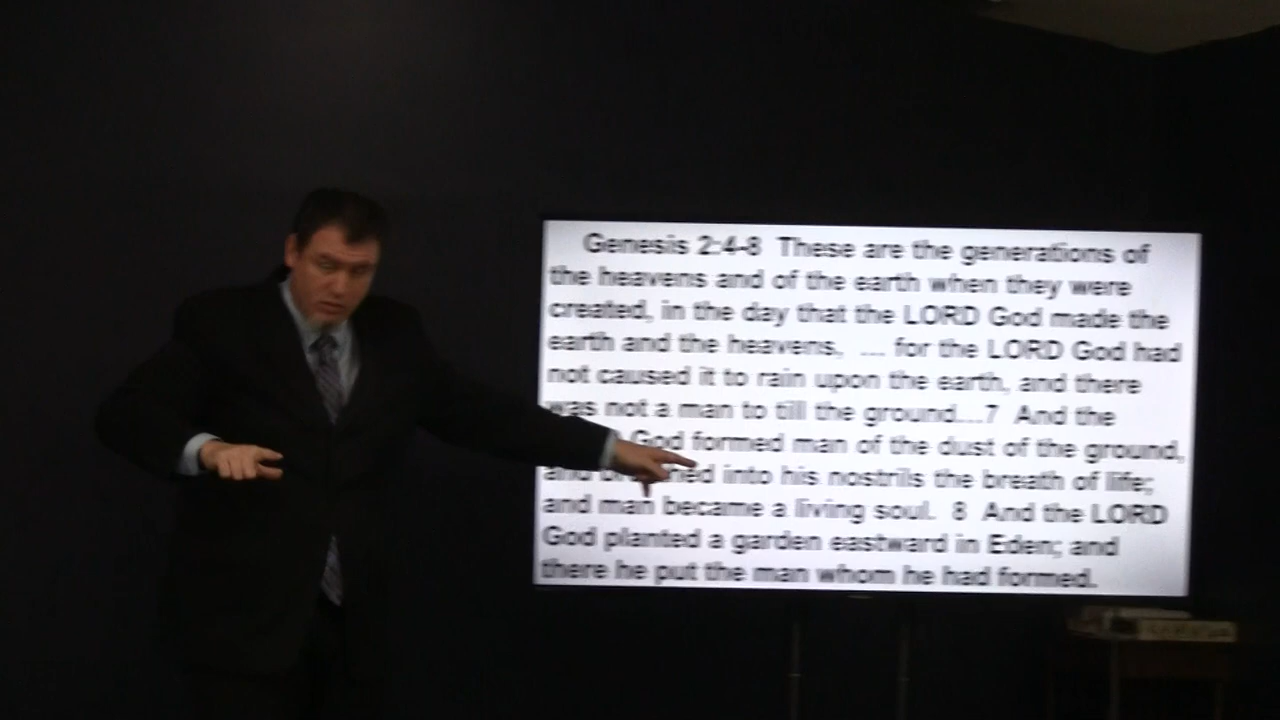 Genesis 2:4-8 These are the generations of
the heavens and of the earth when they were
created, in the day that the LORD God made the
earth and the heavens, ... for the LORD God had
not caused it to rain upon the earth, and there
was not a man to till the ground...7 And the
God formed man of the dust of the ground,
and into his nostrils the breath of life;
and man became a living soul. 8 And the LORD
God planted a garden eastward in Eden; and
there he put the man whom he had formed.